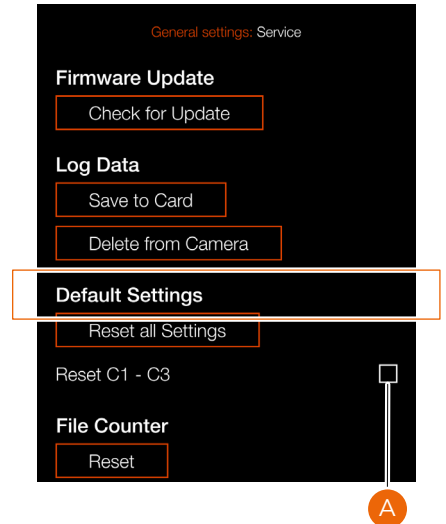 General settings: Service
Firmware Update
Check for Update
Log Data
Save to Card
Delete from Camera
Default Settings
Reset all Settings
Reset C1 - C3
File Counter
Reset
A